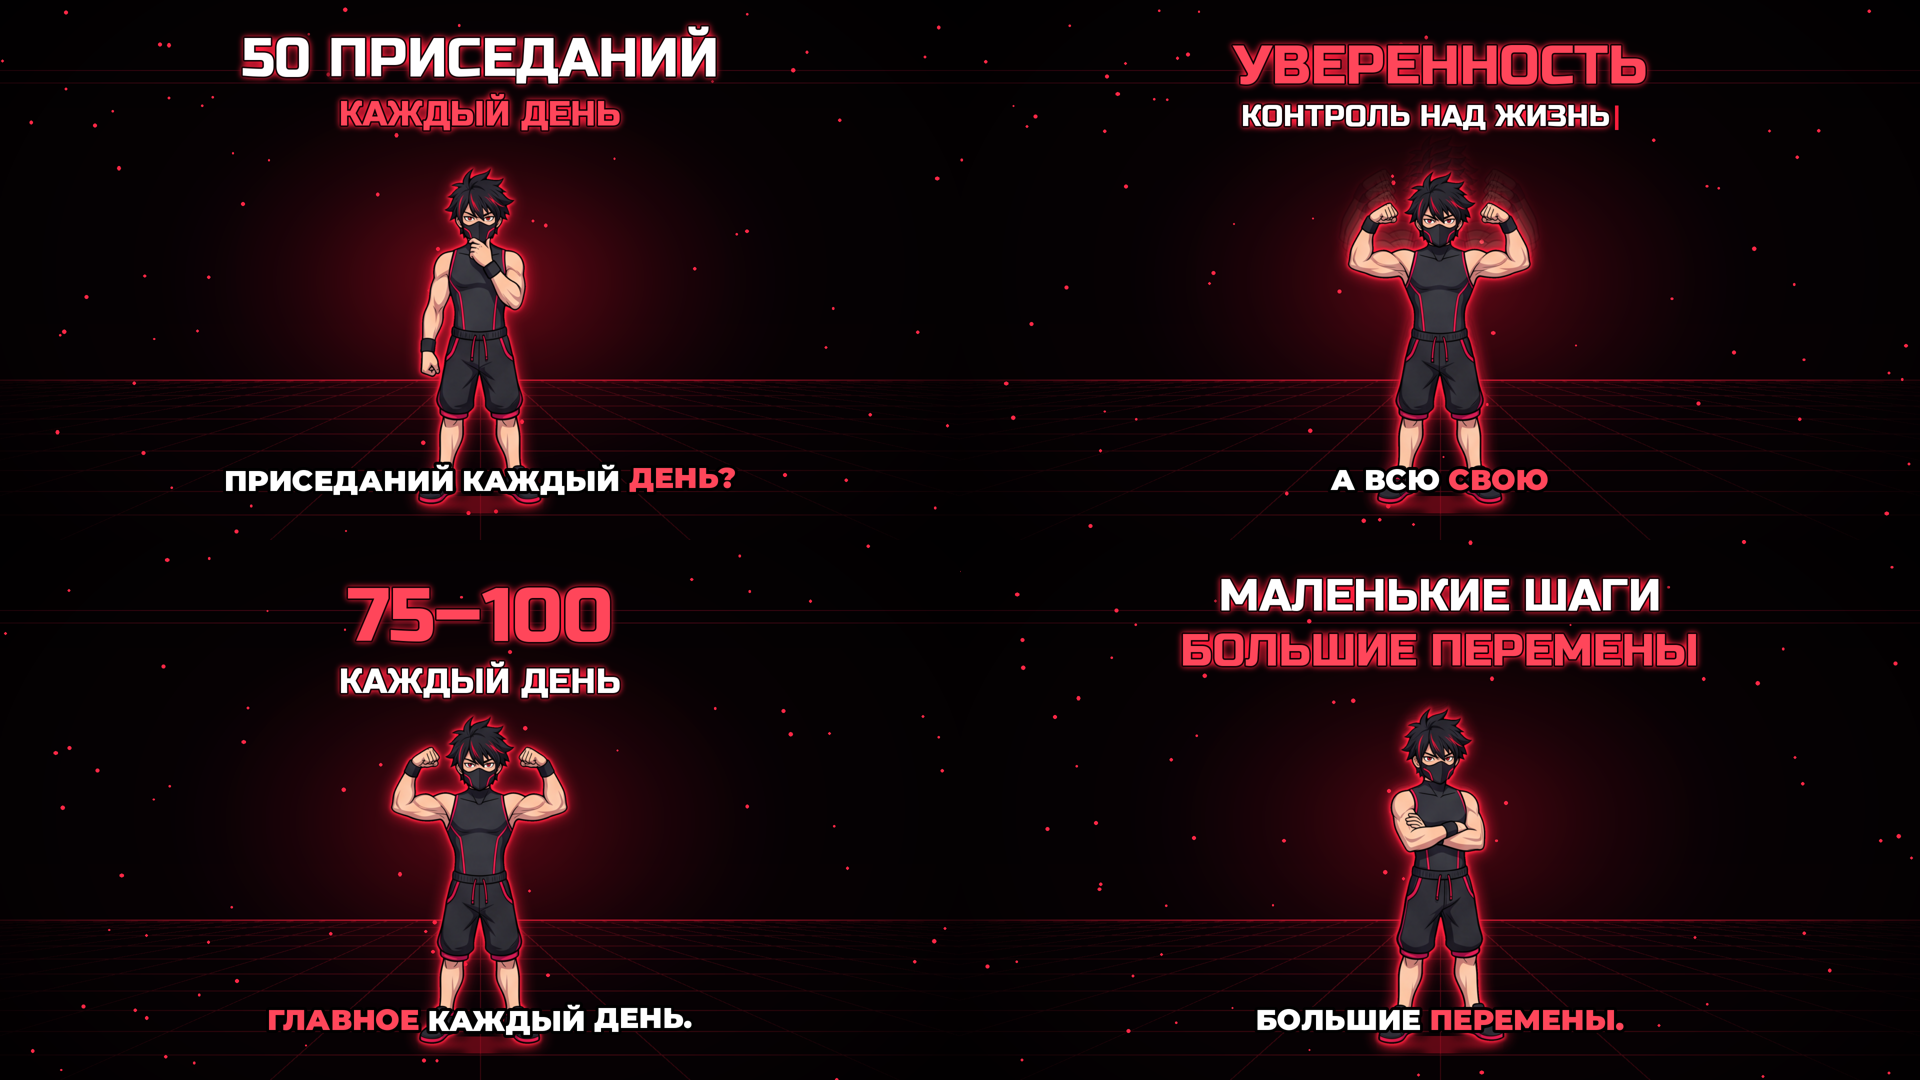 50 ПРИСЕДАНИЙ
КАЖДЫЙ ДЕНЬ
ПРИСЕДАНИЙ КАЖДЫЙ ДЕНЬ?
УВЕРЕННОСТЬ
КОНТРОЛЬ НАД ЖИЗНЬ|
А ВСЮ СВОЮ
75–100
КАЖДЫЙ ДЕНЬ
ГЛАВНОЕ КАЖДЫЙ ДЕНЬ.
МАЛЕНЬКИЕ ШАГИ
БОЛЬШИЕ ПЕРЕМЕНЫ
БОЛЬШИЕ ПЕРЕМЕНЫ.